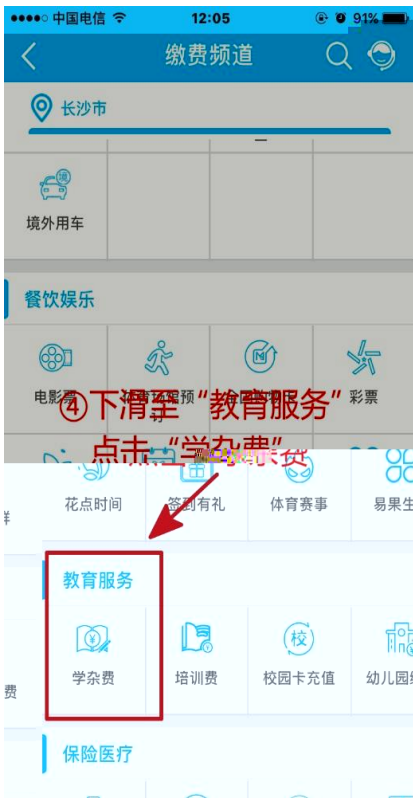 中国电信 12:05 91%
缴费频道
长沙市
境外用车
餐饮娱乐
电影票 彩票
④下滑至“教育服务”
点击“学杂费”
花点时间 签到有礼 体育赛事 易果生
教育服务
学杂费 培训费 校园卡充值 幼儿园
费
保险医疗